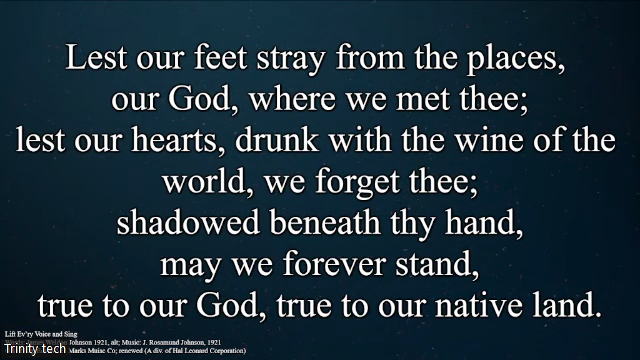 Lest our feet stray from the places,
our God, where we met thee;
lest our hearts, drunk with the wine of the
world, we forget thee;
shadowed beneath thy hand,
may we forever stand,
true to our God, true to our native land.
Lift Ev'ry Voice and Sing
Johnson 1921, alt; Music: J. Rosamund Johnson, 1921
Trinity tech
Marks Music Co; renewed (A div. of Hal Leonard Corporation)